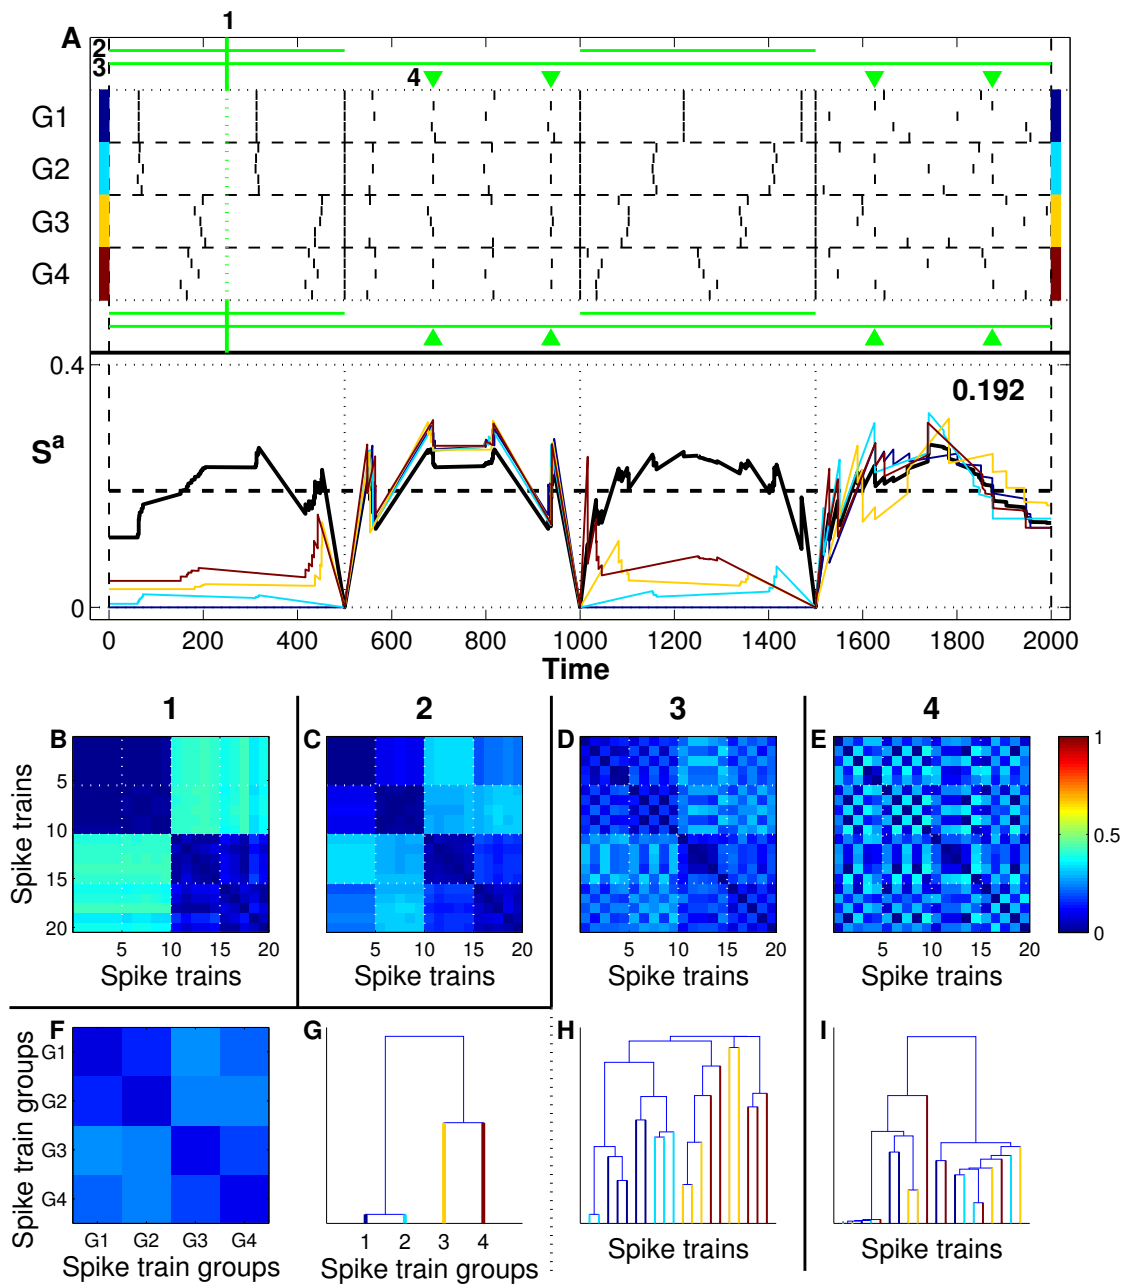 1
A
2
3
4
G1
G2
G3
G4
0.4
0.192
Sa
0
0 200 400 600 800 1000 1200 1400 1600 1800 2000
Time
1 2 3 4
B C D E
Spike trains
5
10
15
20
5 10 15 20
5 10 15 20
5 10 15 20
5 10 15 20
1
0.5
0
Spike trains Spike trains Spike trains Spike trains
F G H I
Spike train groups
G1
G2
G3
G4
G1 G2 G3 G4
1 2 3 4
Spike train groups Spike train groups Spike trains Spike trains